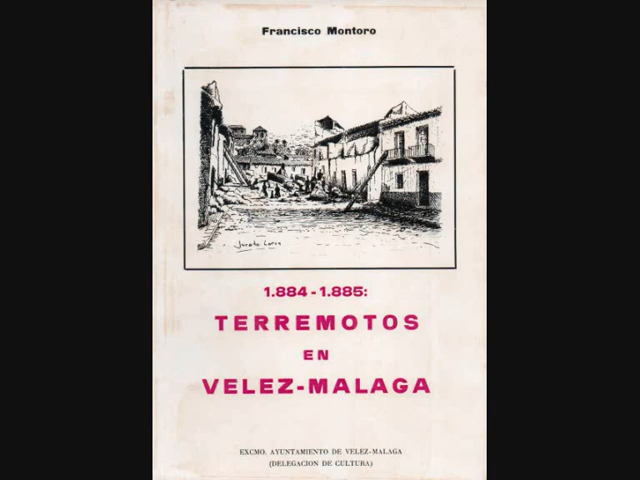 Francisco Montoro
1.884-1.885:
TERREMOTOS
EN
VELEZ-MALAGA
EXCMO. AYUNTAMIENTO DE VELEZ-MALAGA
(DELEGACION DE CULTURA)